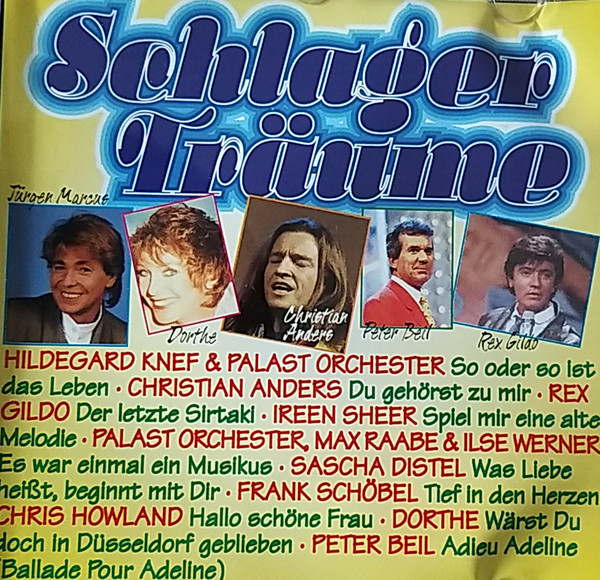 Schlager
Träume
Jürgen Marcus
Dorthe
Christian
Anders
Peter Beil
Rex Gildo
HILDEGARD KNEF & PALAST ORCHESTER So oder so ist
das Leben · CHRISTIAN ANDERS Du gehörst zu mir · REX
GILDO Der letzte Sirtaki · IREEN SHEER Spiel mir eine alte
Melodie · PALAST ORCHESTER, MAX RAABE & ILSE WERNER
Es war einmal ein Musikus · SASCHA DISTEL Was Liebe
heißt, beginnt mit Dir · FRANK SCHÖBEL Tief in den Herzen
CHRIS HOWLAND Hallo schöne Frau · DORTHE Wärst Du
doch in Düsseldorf geblieben · PETER BEIL Adieu Adeline
(Ballade Pour Adeline)